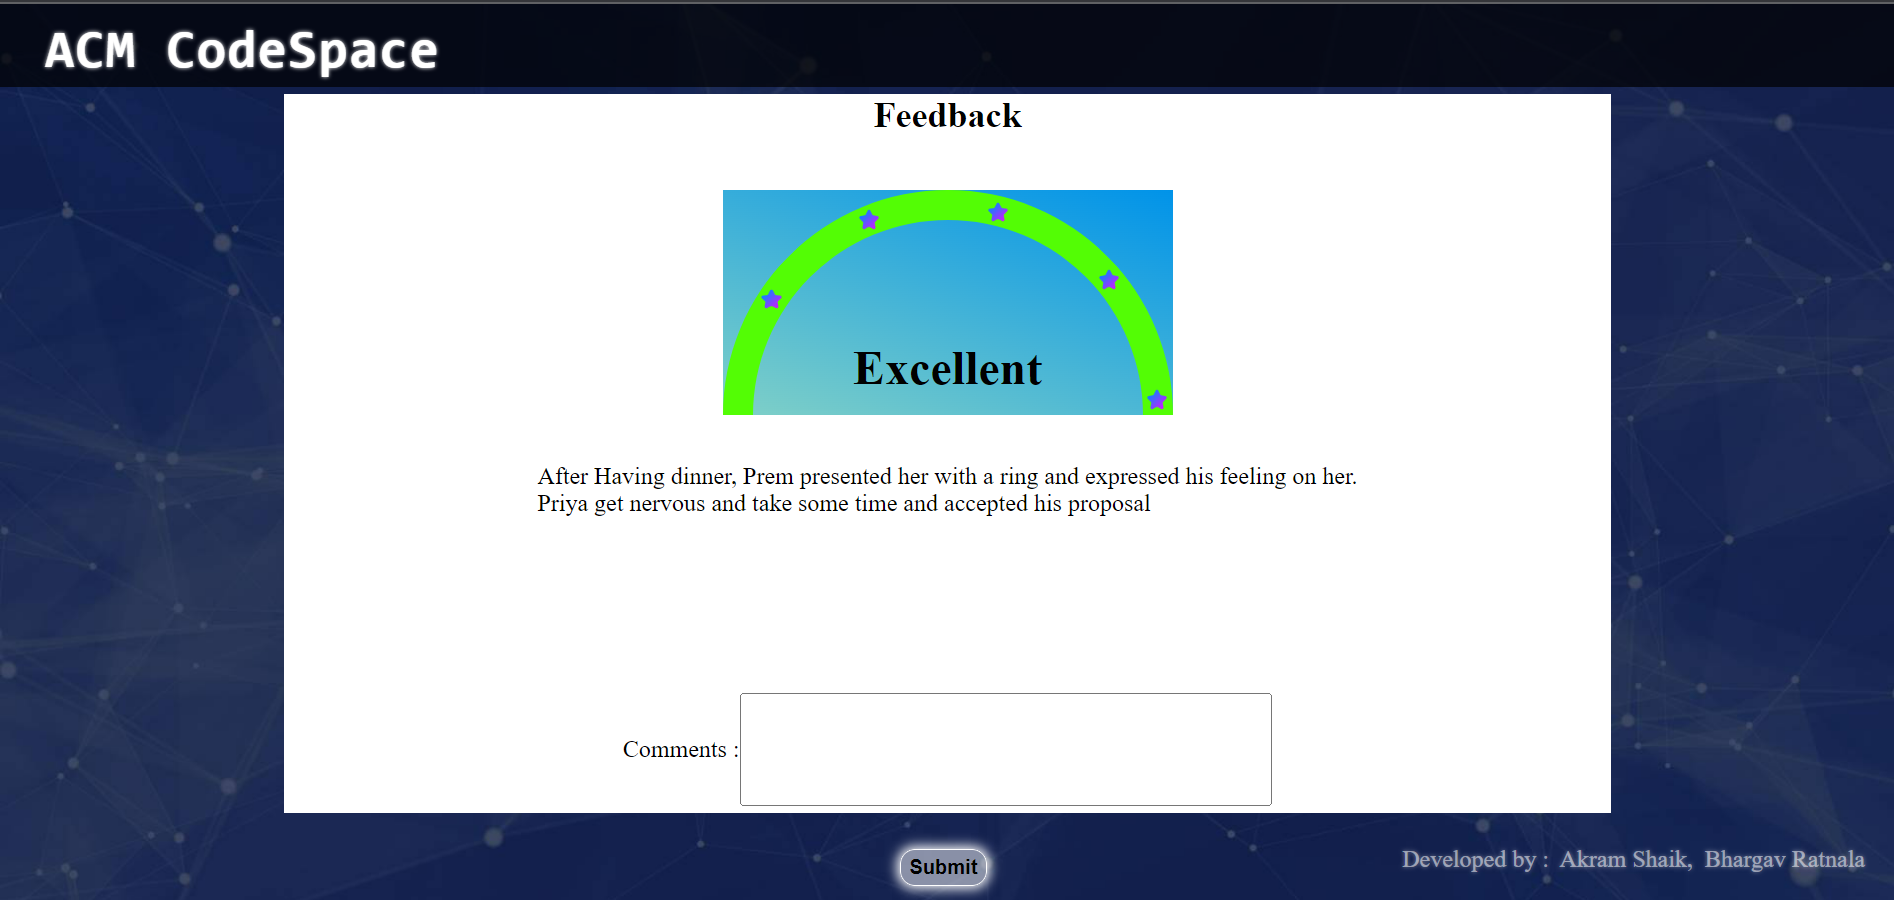 ACM CodeSpace
Feedback
Excellent
After Having dinner, Prem presented her with a ring and expressed his feeling on her.
Priya get nervous and take some time and accepted his proposal
Comments :
Submit
Developed by :  Akram Shaik,  Bhargav Ratnala